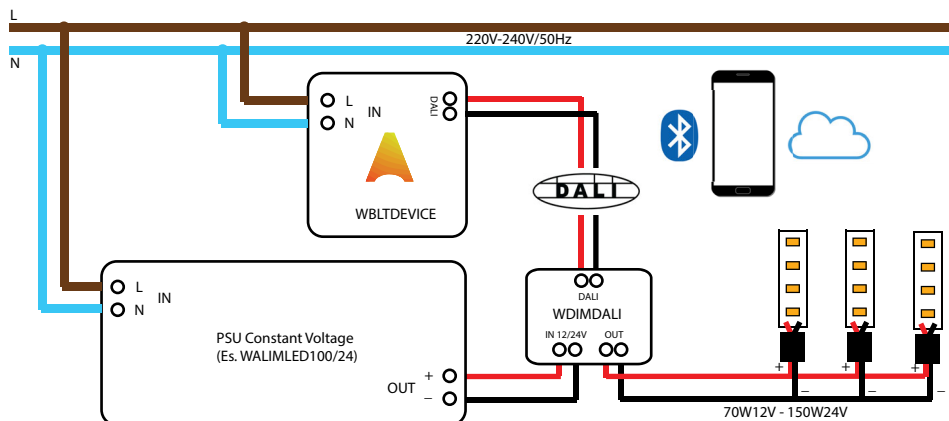 L
220V-240V/50Hz
N
L
IN
DALI
N
WBLTDEVICE
DALI
L
IN
N
DALI
WDIMDALI
PSU Constant Voltage
IN 12/24V
OUT
(Es. WALIMLED100/24)
+
OUT
–
+
+
+
–
–
–
70W12V - 150W24V